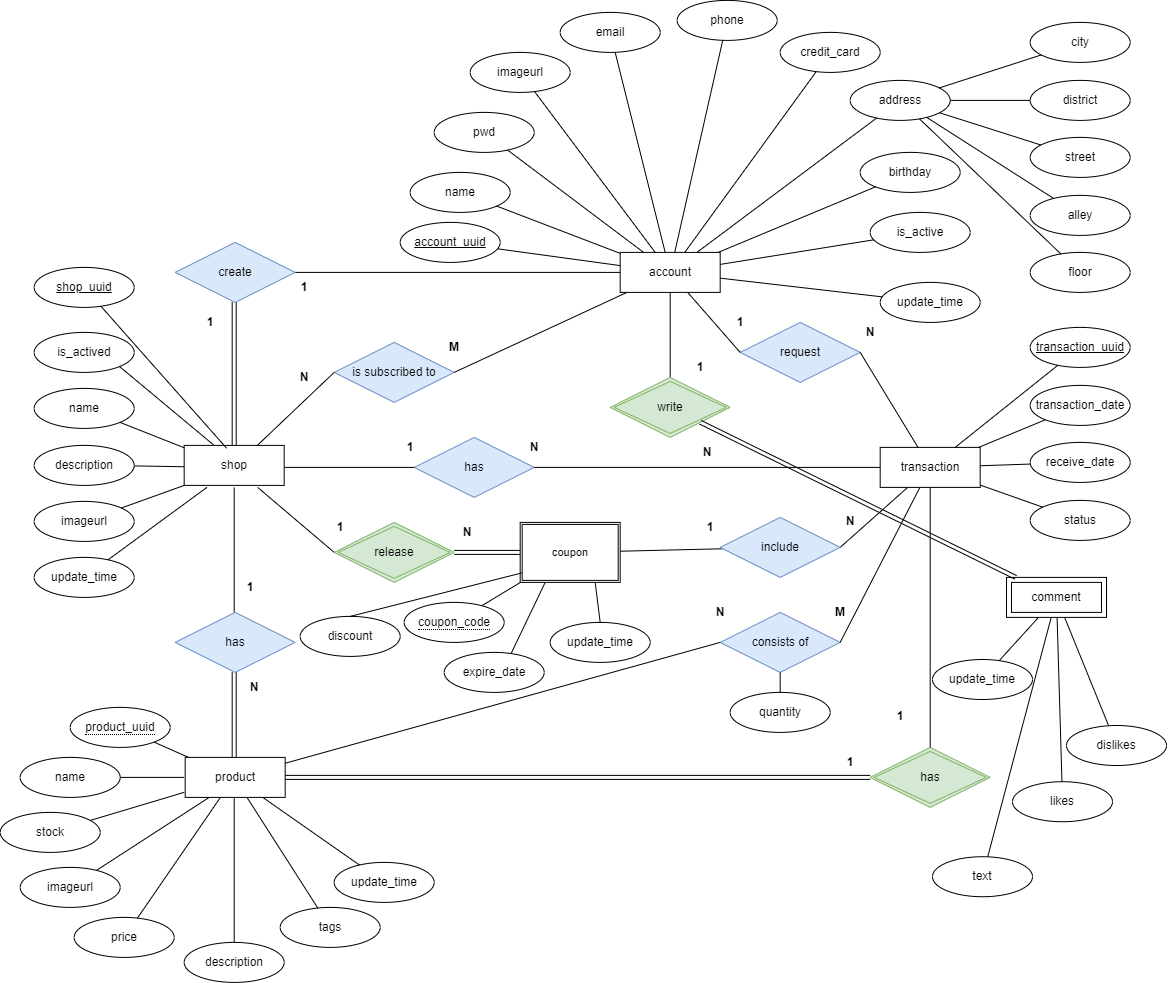 phone
email
city
credit_card
imageurl
address
district
pwd
street
birthday
name
alley
is_active
account_uuid
create
account
floor
1
shop_uuid
update_time
1
1
N
M
transaction_uuid
is_actived
request
1
is subscribed to
N
transaction_date
name
write
1
N
N
description
shop
has
transaction
receive_date
imageurl
status
1
N
1
N
release
coupon
include
update_time
1
comment
N
M
coupon_code
discount
has
update_time
consists of
expire_date
update_time
N
quantity
1
product_uuid
dislikes
1
name
product
has
likes
stock
text
update_time
imageurl
tags
price
description